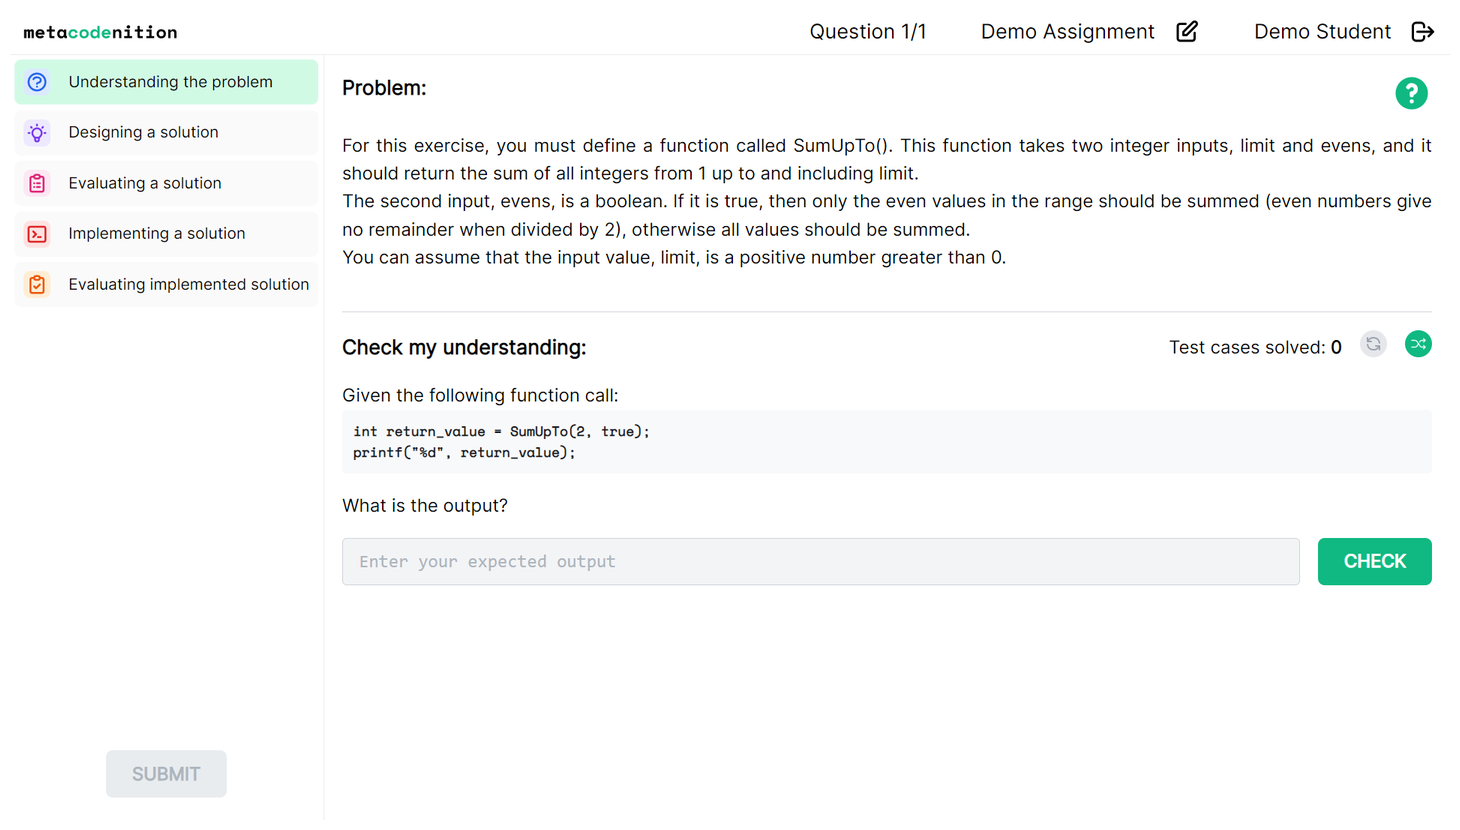 metacodenition
Question 1/1
Demo Assignment
Demo Student
Understanding the problem
Designing a solution
Evaluating a solution
Implementing a solution
Evaluating implemented solution
SUBMIT
Problem:
?
For this exercise, you must define a function called SumUpTo(). This function takes two integer inputs, limit and evens, and it
should return the sum of all integers from 1 up to and including limit.
The second input, evens, is a boolean. If it is true, then only the even values in the range should be summed (even numbers give
no remainder when divided by 2), otherwise all values should be summed.
You can assume that the input value, limit, is a positive number greater than 0.
Check my understanding:
Test cases solved: 0
Given the following function call:
int return_value = SumUpTo(2, true);
printf("%d", return_value);
What is the output?
Enter your expected output
CHECK